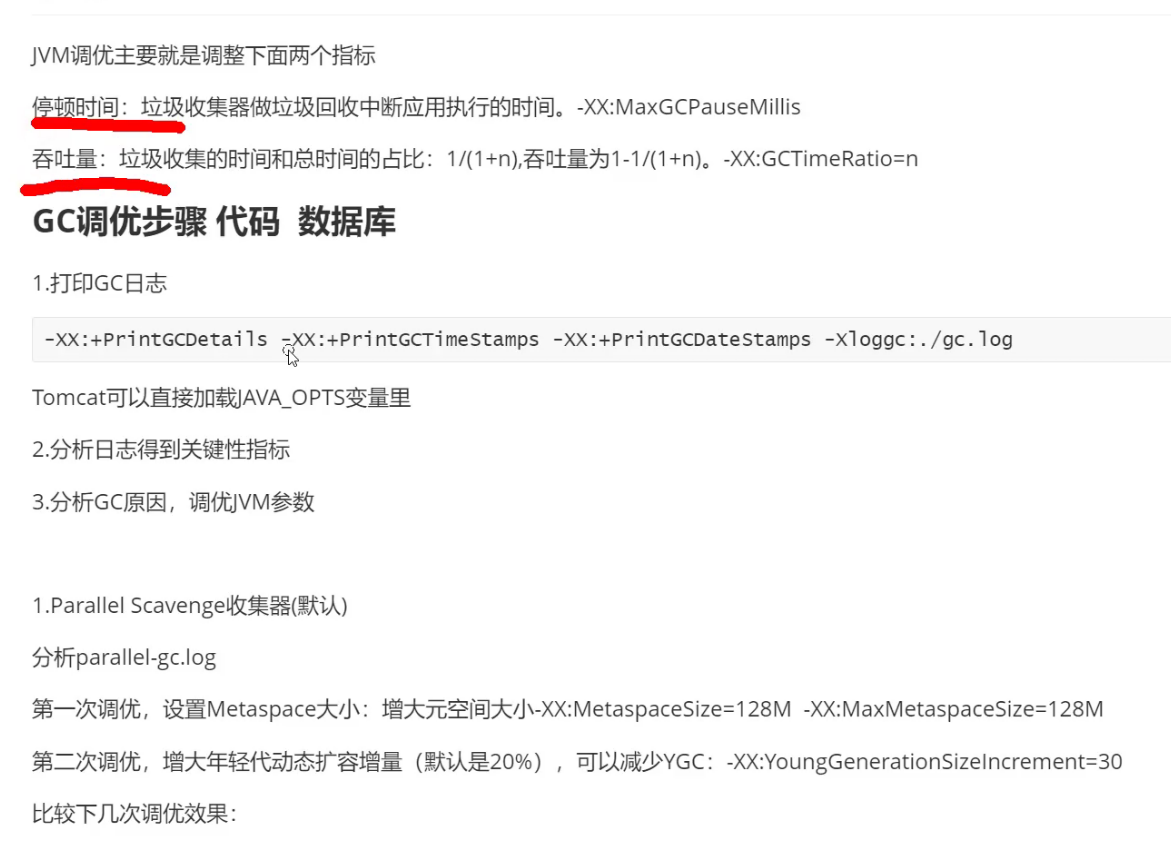 JVM调优主要就是调整下面两个指标
停顿时间：垃圾收集器做垃圾回收中断应用执行的时间。-XX:MaxGCPauseMillis
吞吐量：垃圾收集的时间和总时间的占比：1/(1+n),吞吐量为1-1/(1+n)。-XX:GCTimeRatio=n
GC调优步骤 代码 数据库
1.打印GC日志
-XX:+PrintGCDetails -XX:+PrintGCTimeStamps -XX:+PrintGCDateStamps -Xloggc:./gc.log
Tomcat可以直接加载JAVA_OPTS变量里
2.分析日志得到关键性指标
3.分析GC原因，调优JVM参数
1.Parallel Scavenge收集器(默认)
分析parallel-gc.log
第一次调优，设置Metaspace大小：增大元空间大小-XX:MetaspaceSize=128M -XX:MaxMetaspaceSize=128M
第二次调优，增大年轻代动态扩容增量（默认是20%），可以减少YGC：-XX:YoungGenerationSizeIncrement=30
比较下几次调优效果：